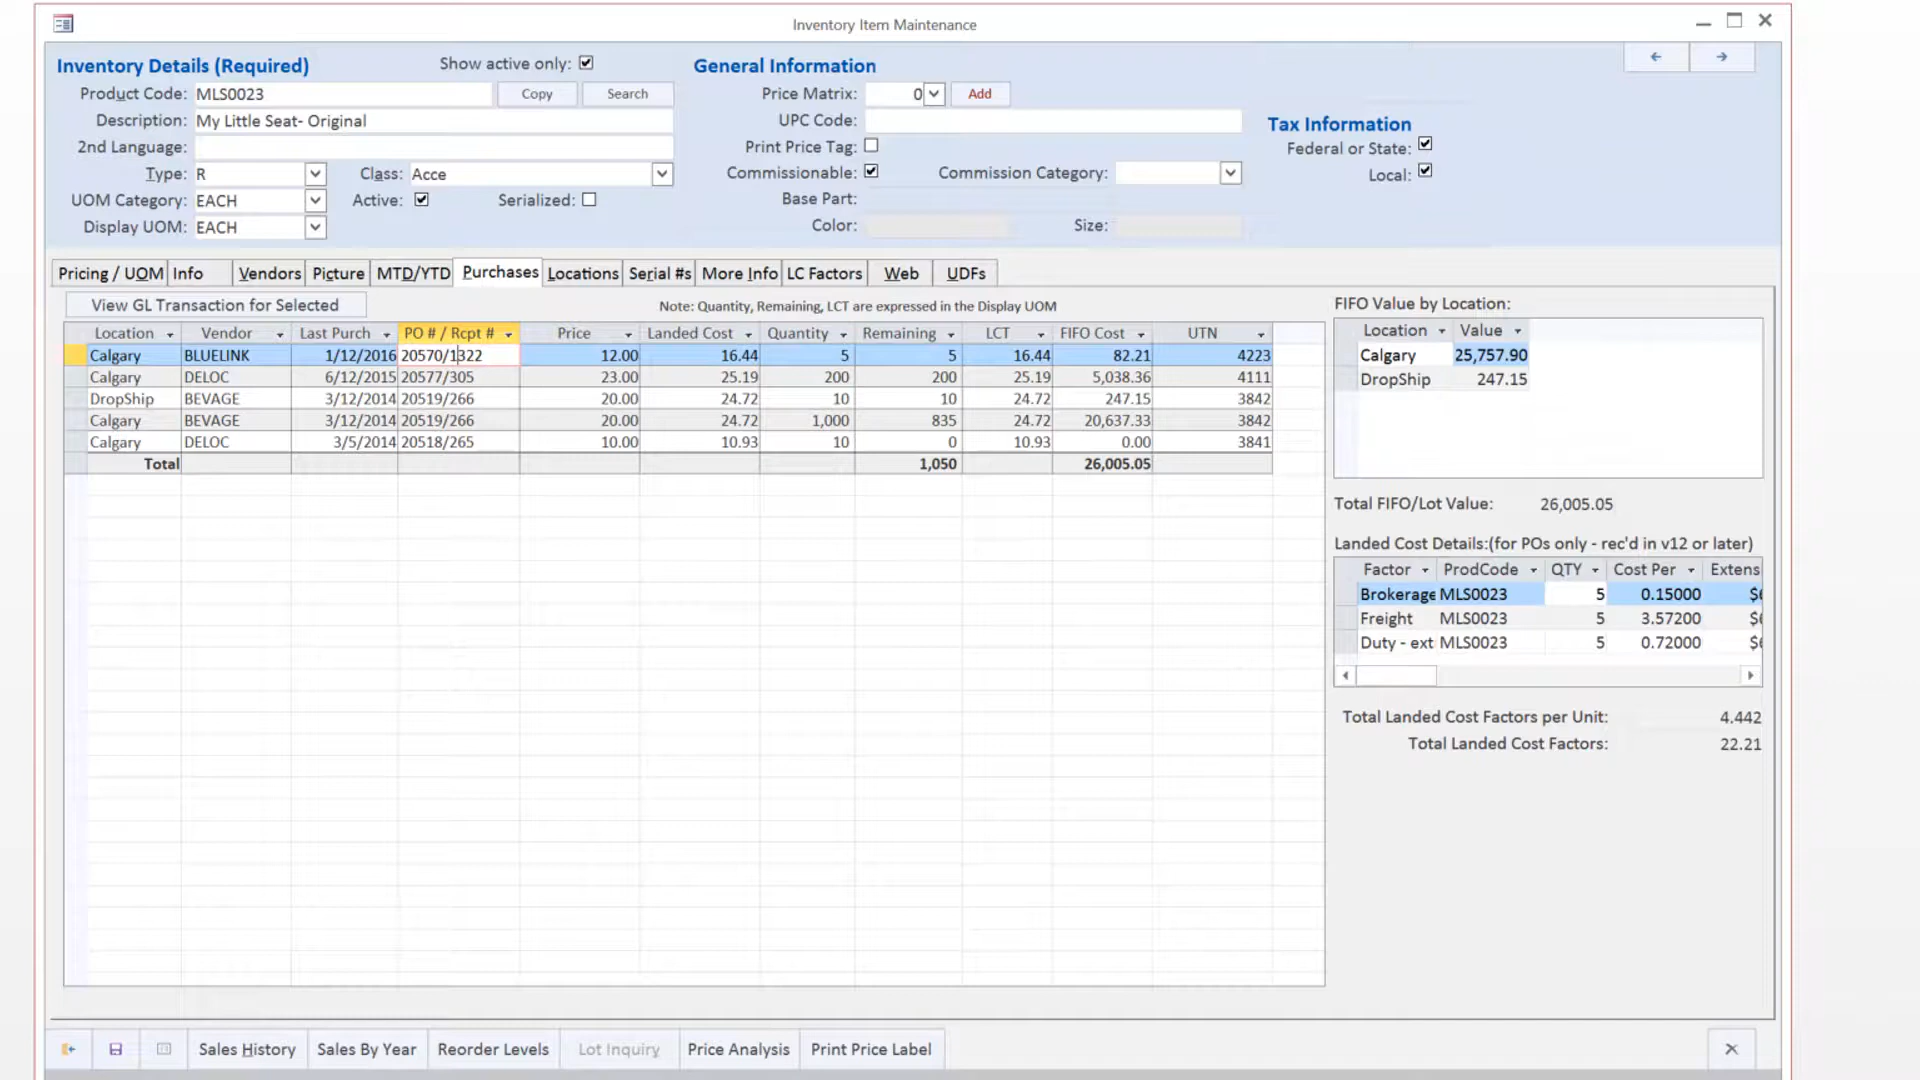 Inventory Item Maintenance
Inventory Details (Required)
Show active only:
Product Code: MLS0023 Copy Search
Description: My Little Seat- Original
2nd Language:
Type: R Class: Acce
UOM Category: EACH Active: Serialized:
Display UOM: EACH
General Information
Price Matrix: 0 Add
UPC Code:
Print Price Tag:
Commissionable: Commission Category:
Base Part:
Color: Size:
Tax Information
Federal or State:
Local:
Pricing / UOM Info Vendors Picture MTD/YTD Purchases Locations Serial #s More Info LC Factors Web UDFs
View GL Transaction for Selected Note: Quantity, Remaining, LCT are expressed in the Display UOM
Location Vendor Last Purch PO # / Rcpt # Price Landed Cost Quantity Remaining LCT FIFO Cost UTN
Calgary BLUELINK 1/12/2016 20570/1322 12.00 16.44 5 5 16.44 82.21 4223
Calgary DELOC 6/12/2015 20577/305 23.00 25.19 200 200 25.19 5,038.36 4111
DropShip BEVAGE 3/12/2014 20519/266 20.00 24.72 10 10 24.72 247.15 3842
Calgary BEVAGE 3/12/2014 20519/266 20.00 24.72 1,000 835 24.72 20,637.33 3842
Calgary DELOC 3/5/2014 20518/265 10.00 10.93 10 0 10.93 0.00 3841
Total 1,050 26,005.05
FIFO Value by Location:
Location Value
Calgary 25,757.90
DropShip 247.15
Total FIFO/Lot Value: 26,005.05
Landed Cost Details:(for POs only - rec'd in v12 or later)
Factor ProdCode QTY Cost Per Extens
Brokerage MLS0023 5 0.15000
Freight MLS0023 5 3.57200
Duty - ext MLS0023 5 0.72000
Total Landed Cost Factors per Unit: 4.442
Total Landed Cost Factors: 22.21
Sales History Sales By Year Reorder Levels Lot Inquiry Price Analysis Print Price Label